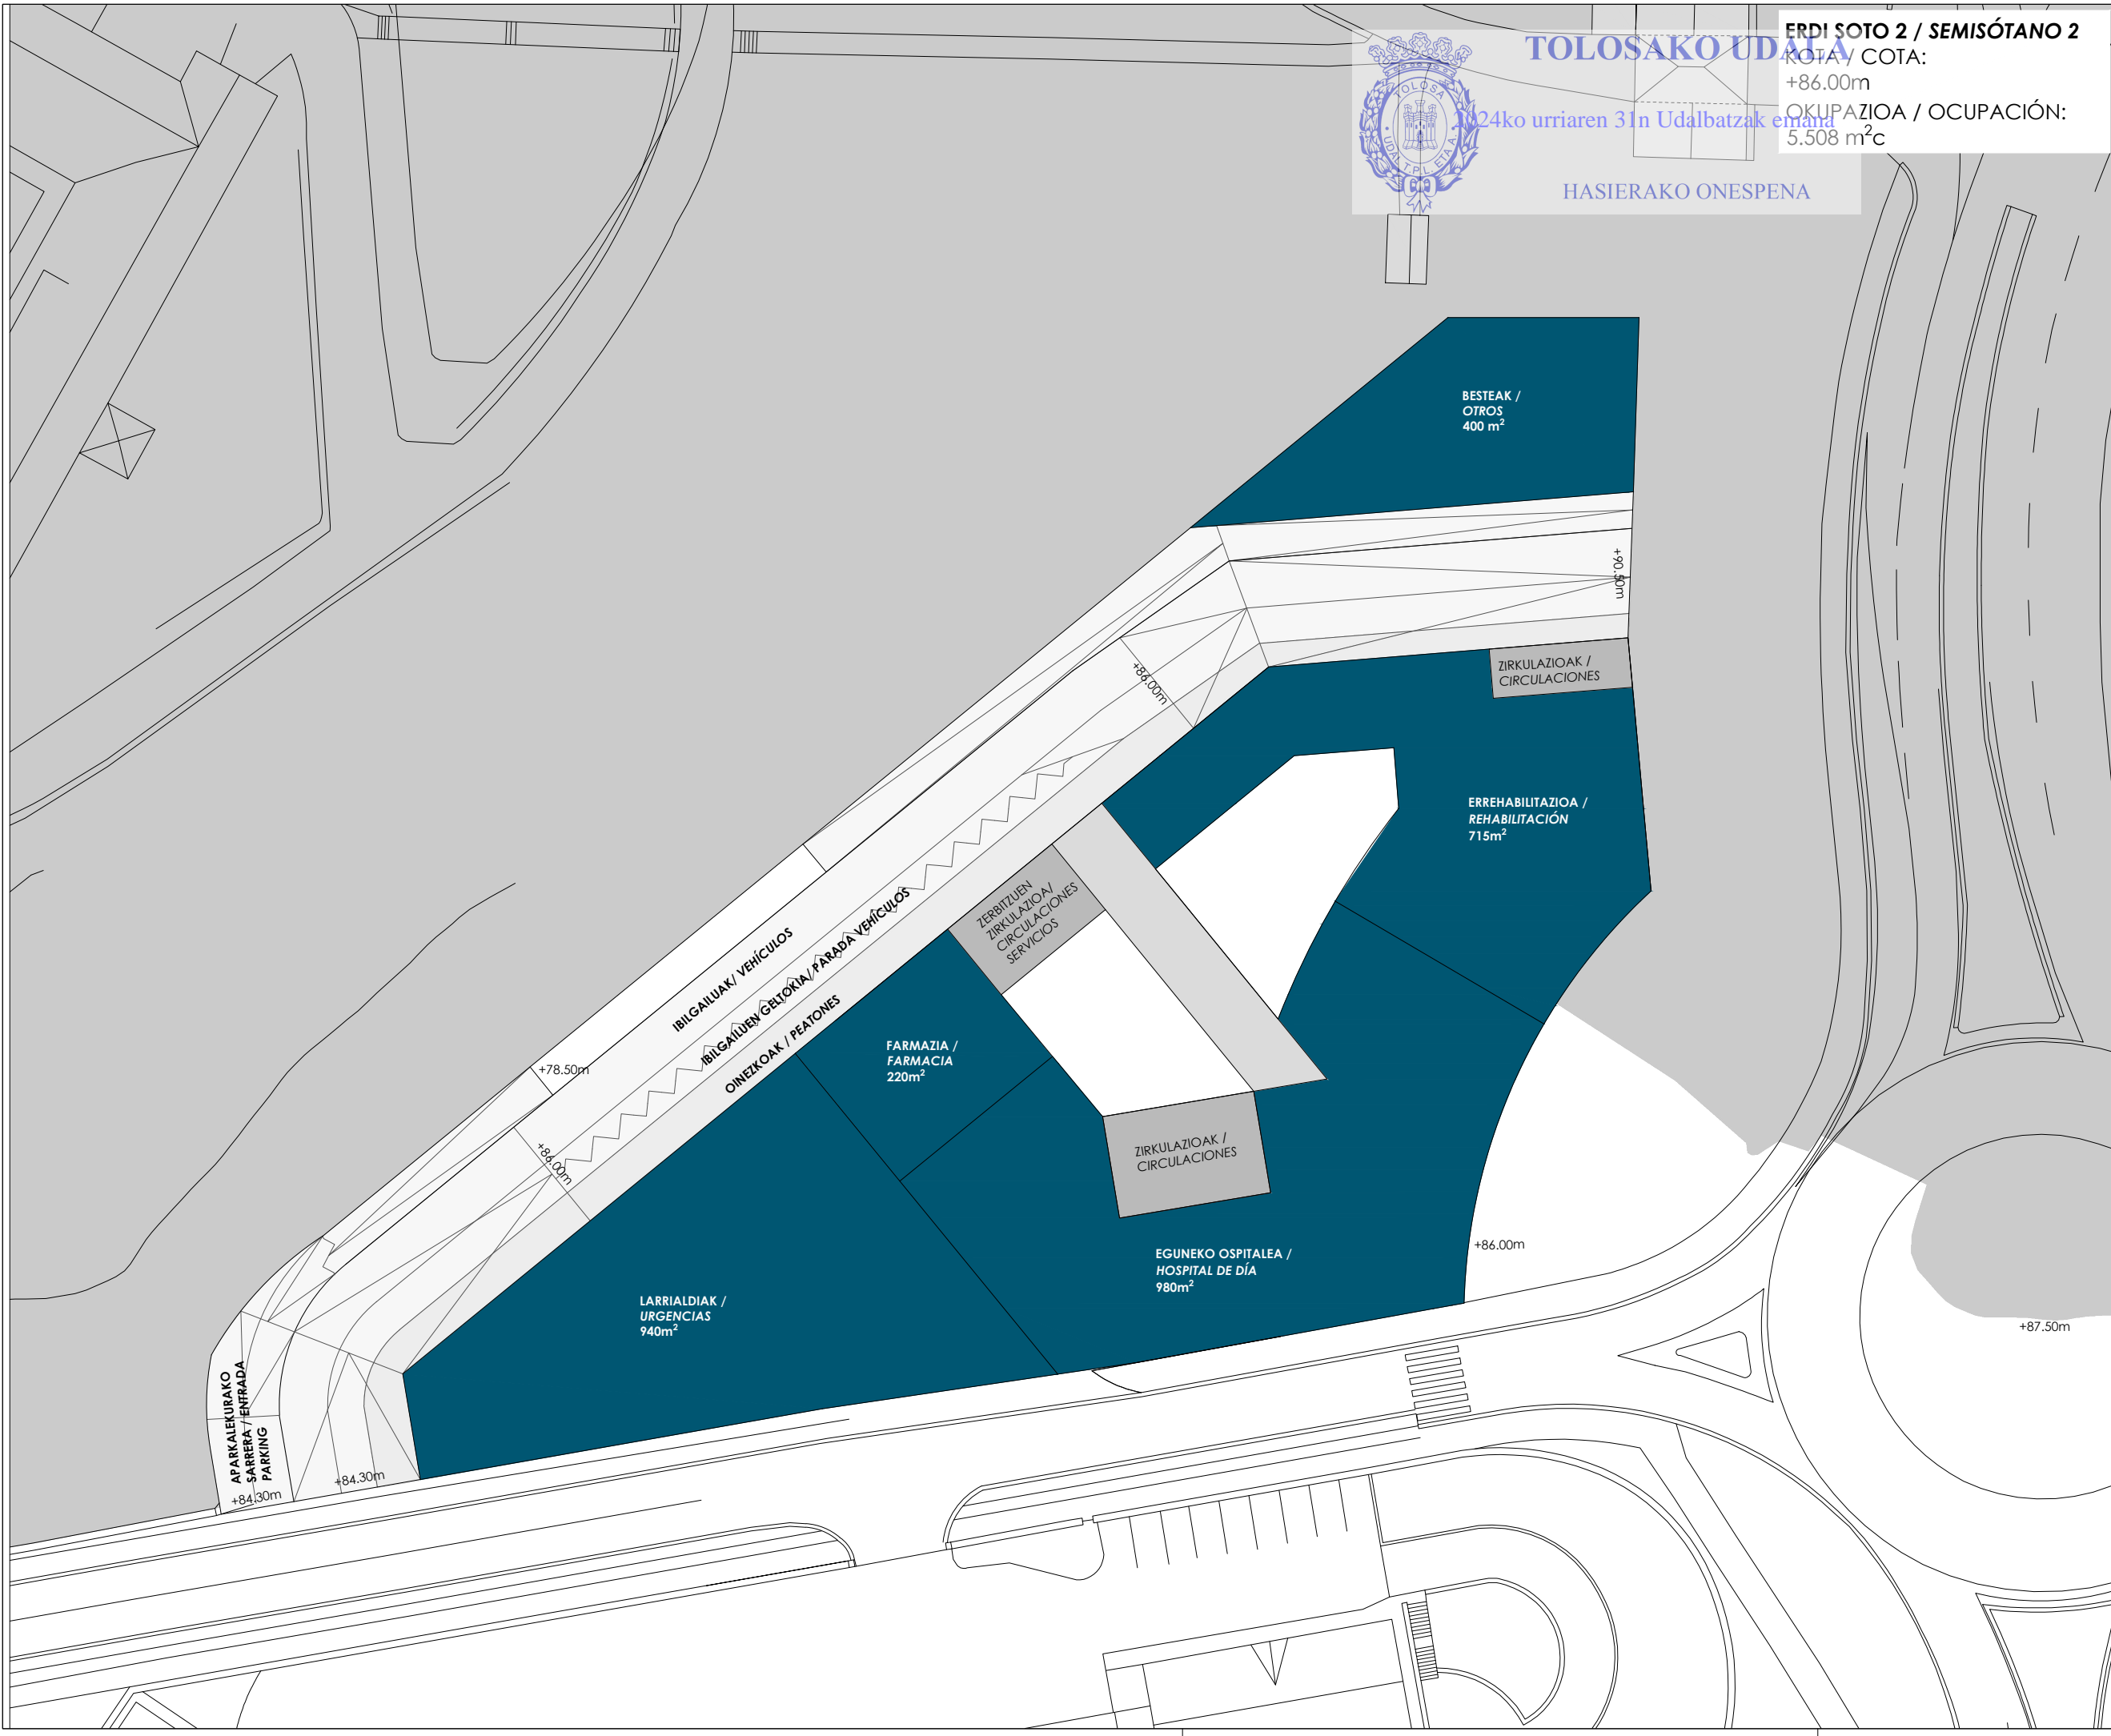 ERDI SOTO 2 / SEMISÓTANO 2
KOTA / COTA:
+86.00m
OKUPAZIOA / OCUPACIÓN:
5.508 m²c
TOLOSAKO UDALA
2024ko urriaren 31n Udalbatzak emana
HASIERAKO ONESPENA
TOLOSA
UDAL T.P.L. ETA A.
BESTEAK /
OTROS
400 m²
+90.50m
ZIRKULAZIOAK /
CIRCULACIONES
+86.00m
ERREHABILITAZIOA /
REHABILITACIÓN
715m²
ZERBITZUEN
ZIRKULAZIOA/
CIRCULACIONES
SERVICIOS
IBILGAILUAK/ VEHÍCULOS
IBILGAILUEN GELTOKIA/ PARADA VEHÍCULOS
OINEZKOAK / PEATONES
FARMAZIA /
FARMACIA
220m²
+78.50m
+86.00m
ZIRKULAZIOAK /
CIRCULACIONES
EGUNEKO OSPITALEA /
HOSPITAL DE DÍA
980m²
+86.00m
LARRIALDIAK /
URGENCIAS
940m²
+87.50m
APARKALEKURAKO
SARRERA / ENTRADA
PARKING
+84.30m
+84.30m